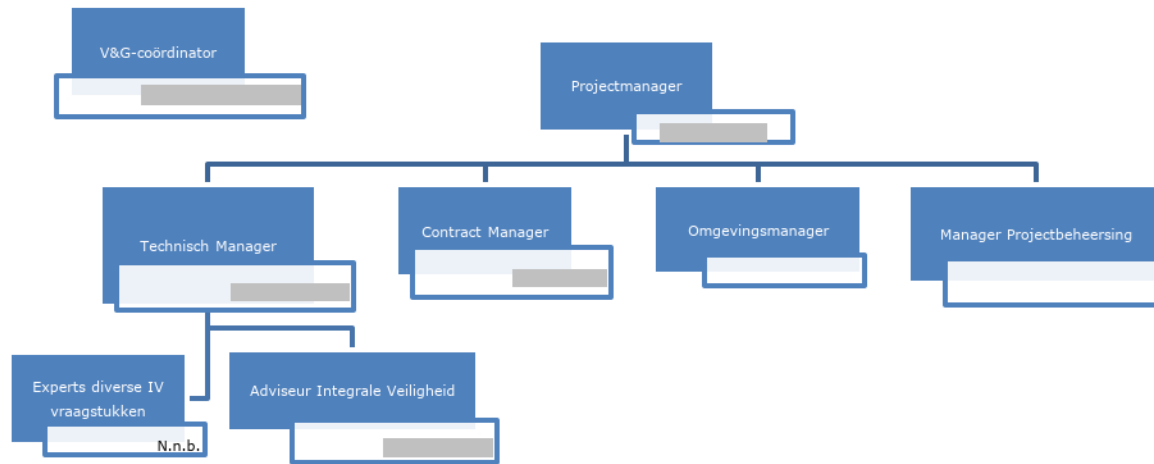 V&G-coördinator
Projectmanager
Technisch Manager
Contract Manager
Omgevingsmanager
Manager Projectbeheersing
Experts diverse IV
vraagstukken
N.n.b.
Adviseur Integrale Veiligheid